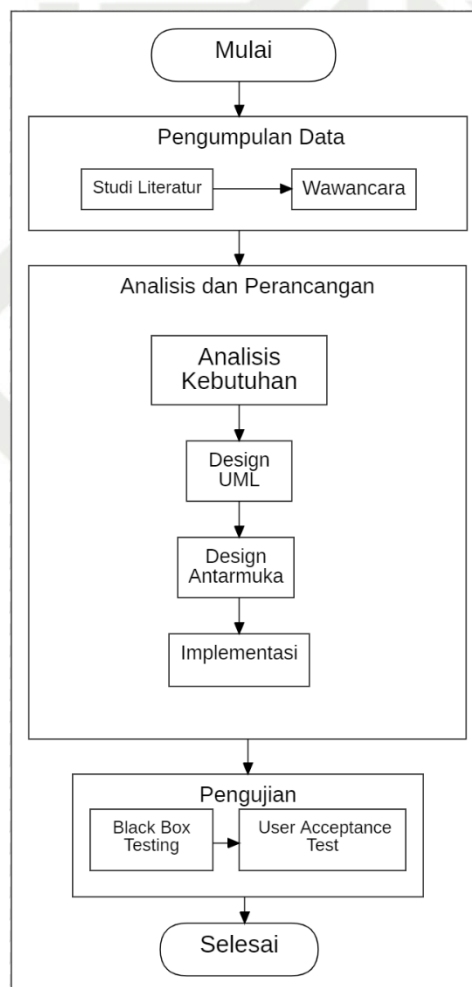 Mulai
Pengumpulan Data
Studi Literatur
Wawancara
Analisis dan Perancangan
Analisis
Kebutuhan
Design
UML
Design
Antarmuka
Implementasi
Pengujian
Black Box
Testing
User Acceptance
Test
Selesai